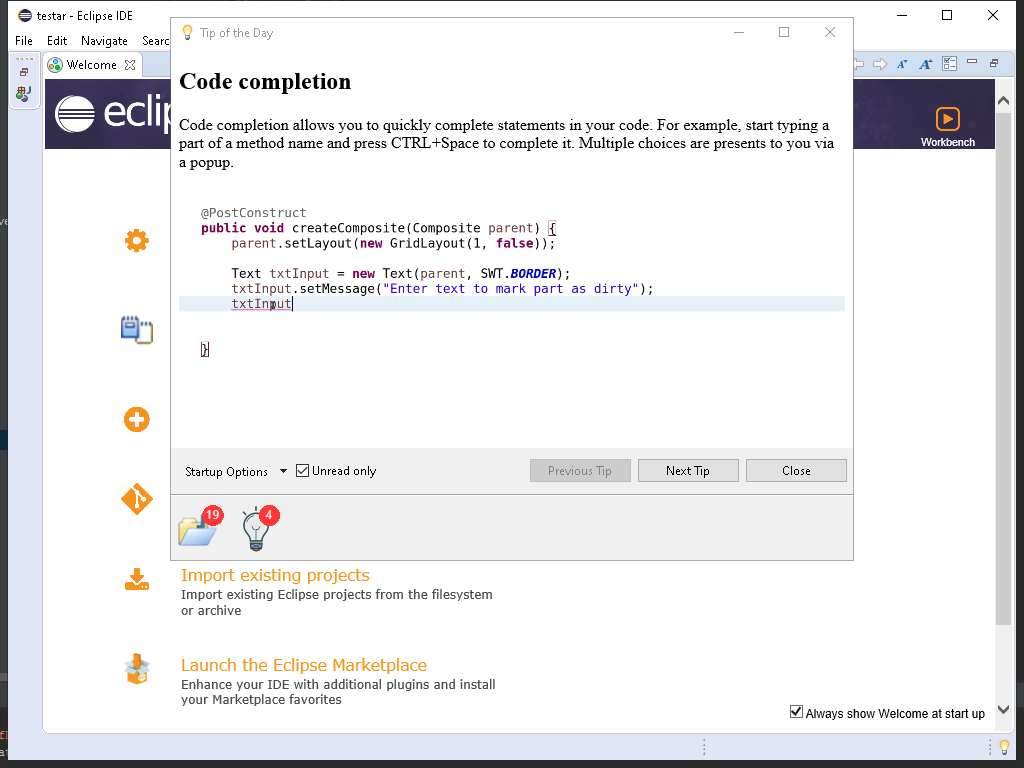 testar - Eclipse IDE
File Edit Navigate Searc
Tip of the Day
Welcome
Code completion
Code completion allows you to quickly complete statements in your code. For example, start typing a
part of a method name and press CTRL+Space to complete it. Multiple choices are presents to you via
a popup.
Workbench
@PostConstruct
public void createComposite(Composite parent) {
parent.setLayout(new GridLayout(1, false));
Text txtInput = new Text(parent, SWT.BORDER);
txtInput.setMessage("Enter text to mark part as dirty");
txtInput
}
Startup Options Unread only Previous Tip Next Tip Close
19 4
Import existing projects
Import existing Eclipse projects from the filesystem
or archive
Launch the Eclipse Marketplace
Enhance your IDE with additional plugins and install
your Marketplace favorites
Always show Welcome at start up